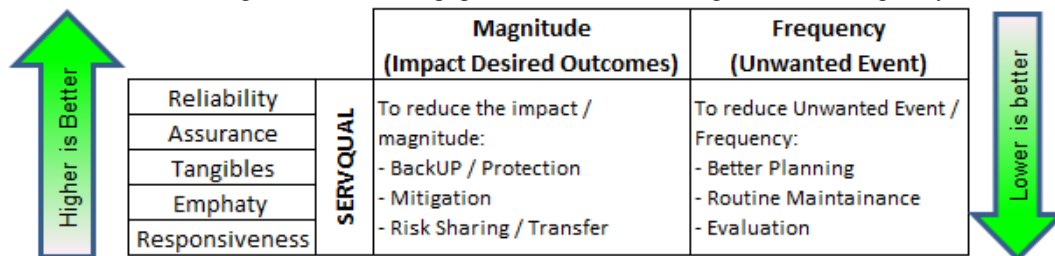 Higher is Better
Magnitude
(Impact Desired Outcomes)
Frequency
(Unwanted Event)
Reliability
Assurance
Tangibles
Emphaty
Responsiveness
SERVQUAL
To reduce the impact /
magnitude:
- BackUP / Protection
- Mitigation
- Risk Sharing / Transfer
To reduce Unwanted Event /
Frequency:
- Better Planning
- Routine Maintainance
- Evaluation
Lower is better